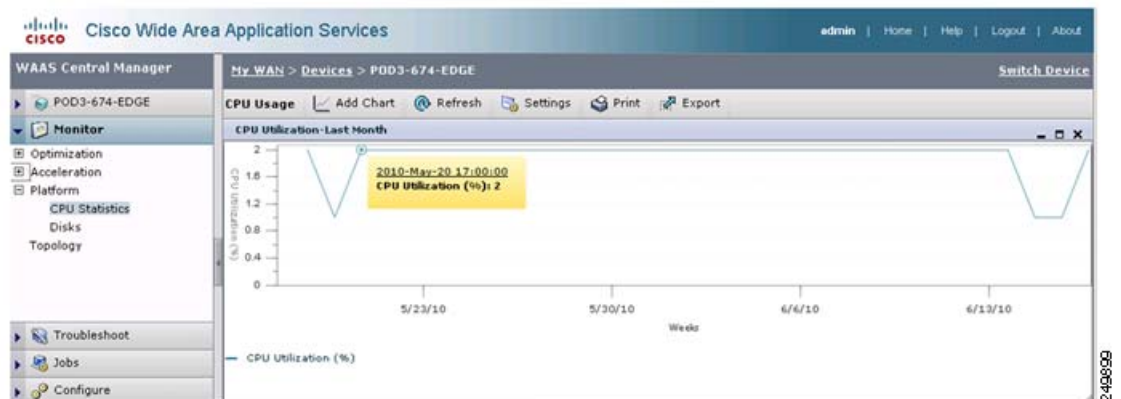 CISCO Cisco Wide Area Application Services admin | Home | Help | Logout | About
WAAS Central Manager
My WAN > Devices > POD3-674-EDGE Switch Device
POD3-674-EDGE
CPU Usage Add Chart Refresh Settings Print Export
Monitor
CPU Utilization-Last Month
Optimization
Acceleration
Platform
CPU Statistics
Disks
Topology
Troubleshoot
Jobs
Configure
CPU Utilization (%)
2
1.6
1.2
0.8
0.4
0
2010-May-20 17:00:00
CPU Utilization (%): 2
5/23/10 5/30/10 6/6/10 6/13/10
Weeks
CPU Utilization (%)
249899